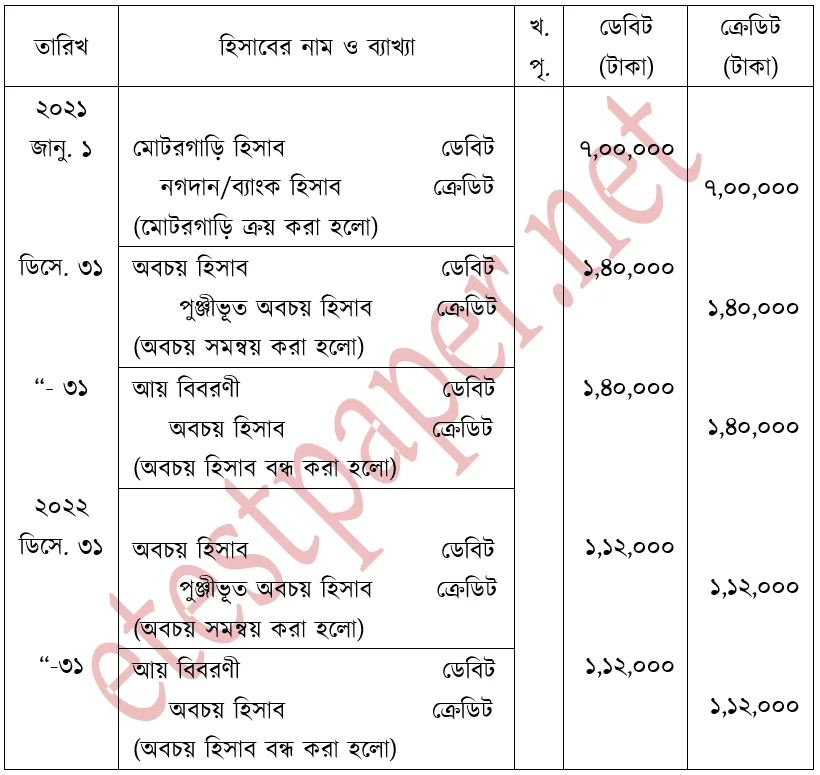 তারিখ হিসাবের নাম ও ব্যাখ্যা খ. পৃ. ডেবিট (টাকা) ক্রেডিট (টাকা)
২০২১
জানু. ১ মোটরগাড়ি হিসাব ডেবিট ৭,০০,০০০
নগদান/ব্যাংক হিসাব ক্রেডিট ৭,০০,০০০
(মোটরগাড়ি ক্রয় করা হলো)
ডিসে. ৩১ অবচয় হিসাব ডেবিট ১,৪০,০০০
পুঞ্জীভূত অবচয় হিসাব ক্রেডিট ১,৪০,০০০
(অবচয় সমন্বয় করা হলো)
“- ৩১ আয় বিবরণী ডেবিট ১,৪০,০০০
অবচয় হিসাব ক্রেডিট ১,৪০,০০০
(অবচয় হিসাব বন্ধ করা হলো)
২০২২
ডিসে. ৩১ অবচয় হিসাব ডেবিট ১,১২,০০০
পুঞ্জীভূত অবচয় হিসাব ক্রেডিট ১,১২,০০০
(অবচয় সমন্বয় করা হলো)
“-৩১ আয় বিবরণী ডেবিট ১,১২,০০০
অবচয় হিসাব ক্রেডিট ১,১২,০০০
(অবচয় হিসাব বন্ধ করা হলো)
etestpaper.net